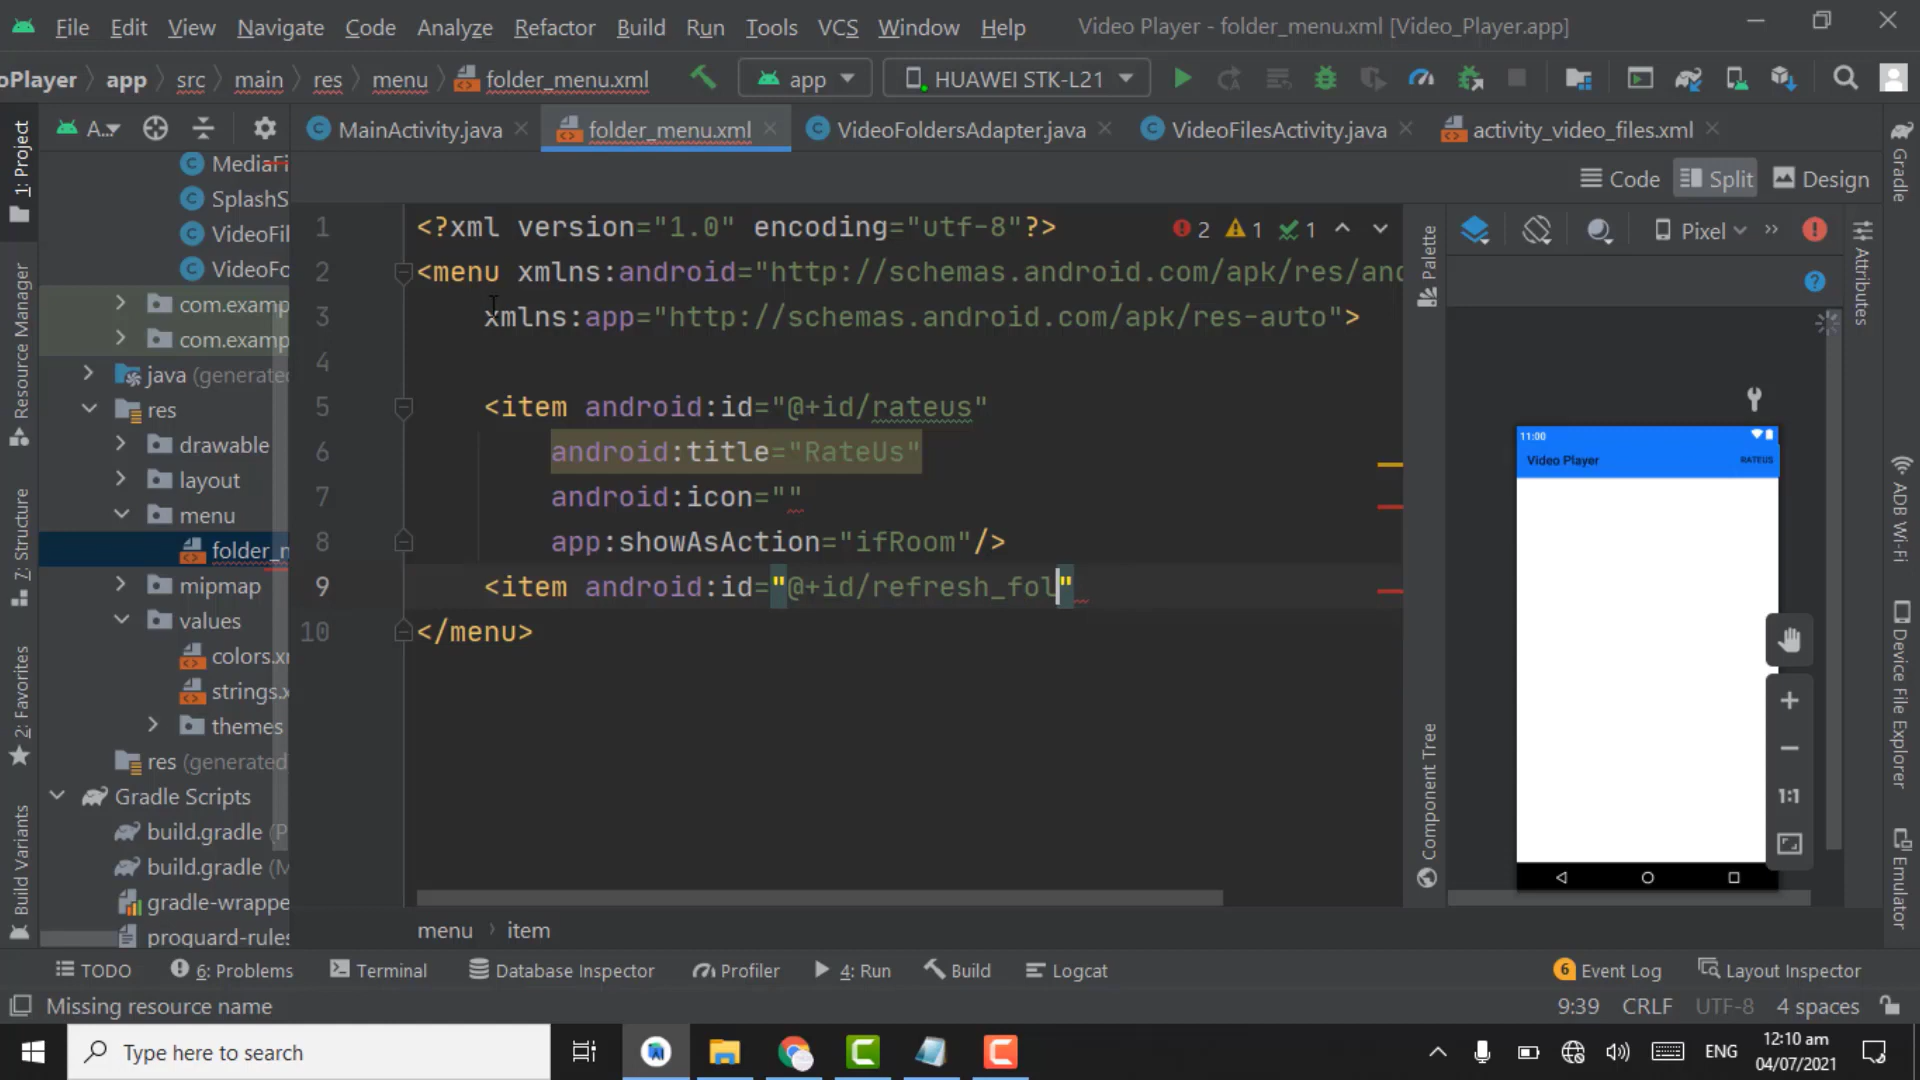 File Edit View Navigate Code Analyze Refactor Build Run Tools VCS Window Help Video Player - folder_menu.xml [Video_Player.app]
oPlayer app src main res menu folder_menu.xml app HUAWEI STK-L21
A... MainActivity.java folder_menu.xml VideoFoldersAdapter.java VideoFilesActivity.java activity_video_files.xml
Code Split Design
1: Project
Resource Manager
7: Structure
2: Favorites
Build Variants
MediaFi
SplashS
VideoFil
VideoFo
com.examp
com.examp
java (generated
res
drawable
layout
menu
folder_m
mipmap
values
colors.x
strings.x
themes
res (generated
Gradle Scripts
build.gradle (P
build.gradle (M
gradle-wrappe
proguard-rules
2 1 1
1 <?xml version="1.0" encoding="utf-8"?>
2 <menu xmlns:android="http://schemas.android.com/apk/res/and
3 xmlns:app="http://schemas.android.com/apk/res-auto">
4
5 <item android:id="@+id/rateus"
6 android:title="RateUs"
7 android:icon=""
8 app:showAsAction="ifRoom"/>
9 <item android:id="@+id/refresh_fol"
10 </menu>
menu item
Palette
Component Tree
Pixel
11:00
Video Player RATEUS
1:1
Attributes
Gradle
ADB Wi-Fi
Device File Explorer
Emulator
TODO 6: Problems Terminal Database Inspector Profiler 4: Run Build Logcat 6 Event Log Layout Inspector
Missing resource name 9:39 CRLF UTF-8 4 spaces
Type here to search ENG 12:10 am
04/07/2021